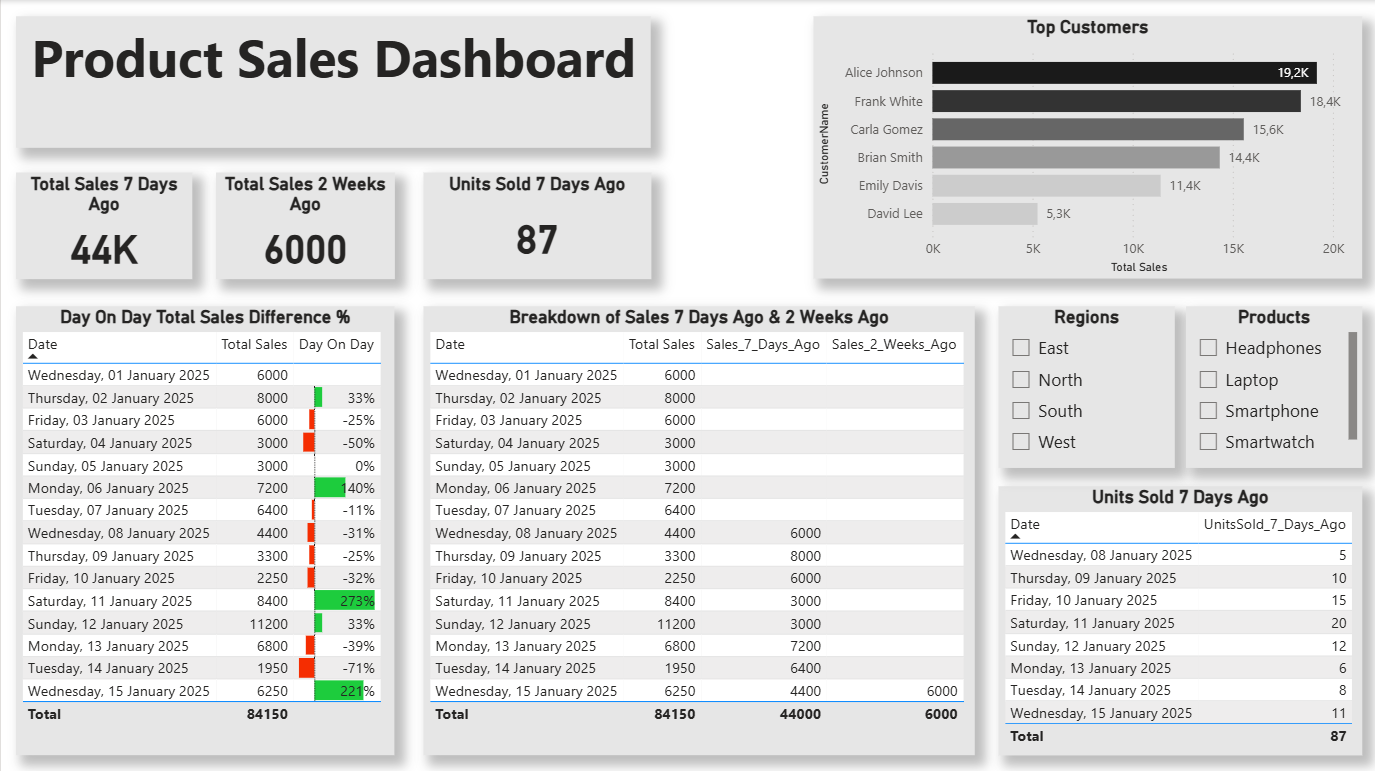 Product Sales Dashboard
Top Customers
CustomerName
Alice Johnson 19,2K
Frank White 18,4K
Carla Gomez 15,6K
Brian Smith 14,4K
Emily Davis 11,4K
David Lee 5,3K
0K 5K 10K 15K 20K
Total Sales
Total Sales 7 Days
Ago
44K
Total Sales 2 Weeks
Ago
6000
Units Sold 7 Days Ago
87
Day On Day Total Sales Difference %
Date Total Sales Day On Day
Wednesday, 01 January 2025 6000
Thursday, 02 January 2025 8000 33%
Friday, 03 January 2025 6000 -25%
Saturday, 04 January 2025 3000 -50%
Sunday, 05 January 2025 3000 0%
Monday, 06 January 2025 7200 140%
Tuesday, 07 January 2025 6400 -11%
Wednesday, 08 January 2025 4400 -31%
Thursday, 09 January 2025 3300 -25%
Friday, 10 January 2025 2250 -32%
Saturday, 11 January 2025 8400 273%
Sunday, 12 January 2025 11200 33%
Monday, 13 January 2025 6800 -39%
Tuesday, 14 January 2025 1950 -71%
Wednesday, 15 January 2025 6250 221%
Total 84150
Breakdown of Sales 7 Days Ago & 2 Weeks Ago
Date Total Sales Sales_7_Days_Ago Sales_2_Weeks_Ago
Wednesday, 01 January 2025 6000
Thursday, 02 January 2025 8000
Friday, 03 January 2025 6000
Saturday, 04 January 2025 3000
Sunday, 05 January 2025 3000
Monday, 06 January 2025 7200
Tuesday, 07 January 2025 6400
Wednesday, 08 January 2025 4400 6000
Thursday, 09 January 2025 3300 8000
Friday, 10 January 2025 2250 6000
Saturday, 11 January 2025 8400 3000
Sunday, 12 January 2025 11200 3000
Monday, 13 January 2025 6800 7200
Tuesday, 14 January 2025 1950 6400
Wednesday, 15 January 2025 6250 4400 6000
Total 84150 44000 6000
Regions
East
North
South
West
Products
Headphones
Laptop
Smartphone
Smartwatch
Units Sold 7 Days Ago
Date UnitsSold_7_Days_Ago
Wednesday, 08 January 2025 5
Thursday, 09 January 2025 10
Friday, 10 January 2025 15
Saturday, 11 January 2025 20
Sunday, 12 January 2025 12
Monday, 13 January 2025 6
Tuesday, 14 January 2025 8
Wednesday, 15 January 2025 11
Total 87